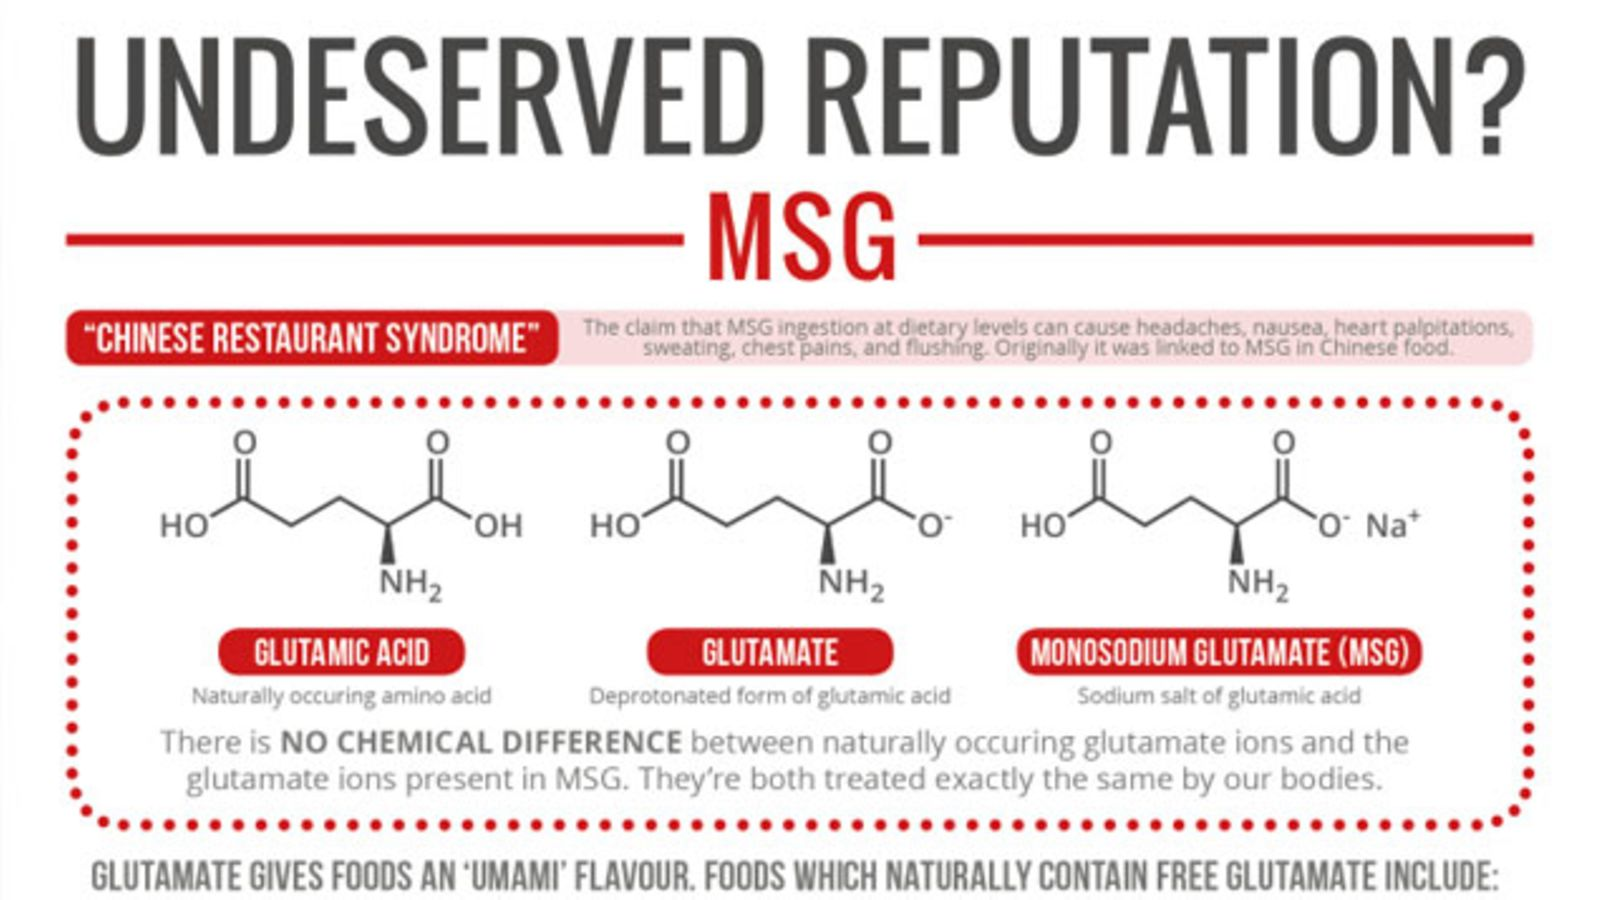 UNDESERVED REPUTATION?
MSG
“CHINESE RESTAURANT SYNDROME”
The claim that MSG ingestion at dietary levels can cause headaches, nausea, heart palpitations,
sweating, chest pains, and flushing. Originally it was linked to MSG in Chinese food.
O O
HO OH
NH₂
O O
HO O⁻
NH₂
O O
HO O⁻ Na⁺
NH₂
GLUTAMIC ACID
Naturally occuring amino acid
GLUTAMATE
Deprotonated form of glutamic acid
MONOSODIUM GLUTAMATE (MSG)
Sodium salt of glutamic acid
There is NO CHEMICAL DIFFERENCE between naturally occuring glutamate ions and the
glutamate ions present in MSG. They’re both treated exactly the same by our bodies.
GLUTAMATE GIVES FOODS AN ‘UMAMI’ FLAVOUR. FOODS WHICH NATURALLY CONTAIN FREE GLUTAMATE INCLUDE: